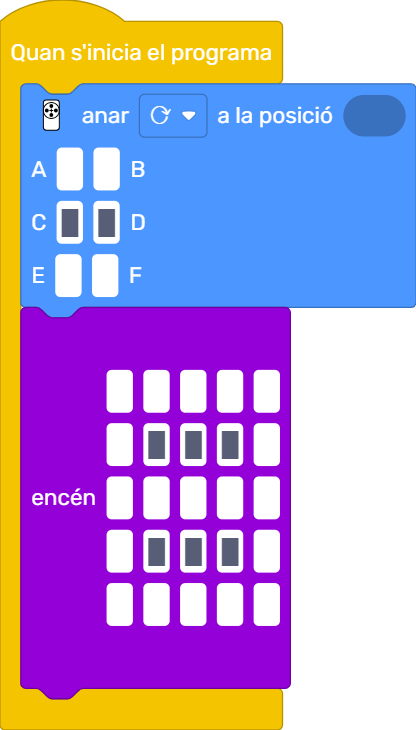 Quan s'inicia el programa
anar a la posició
A B
C D
E F
encén